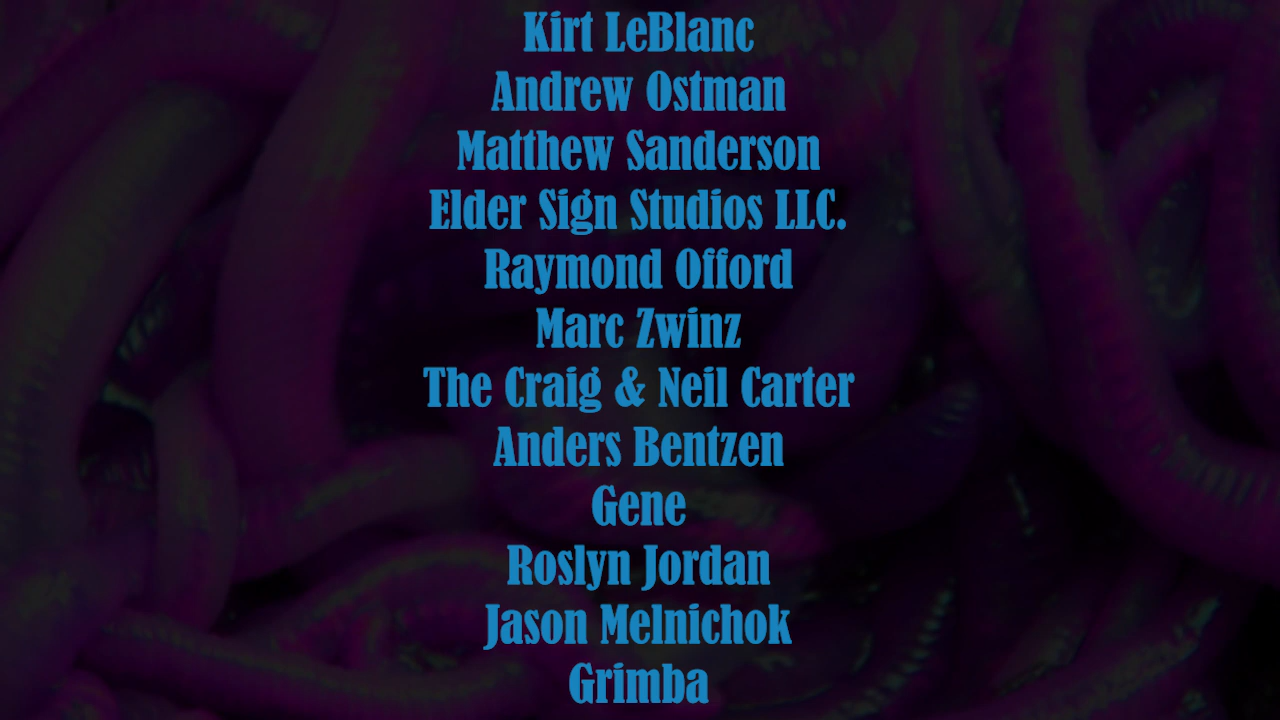 Kirt LeBlanc
Andrew Ostman
Matthew Sanderson
Elder Sign Studios LLC.
Raymond Offord
Marc Zwinz
The Craig & Neil Carter
Anders Bentzen
Gene
Roslyn Jordan
Jason Melnichok
Grimba